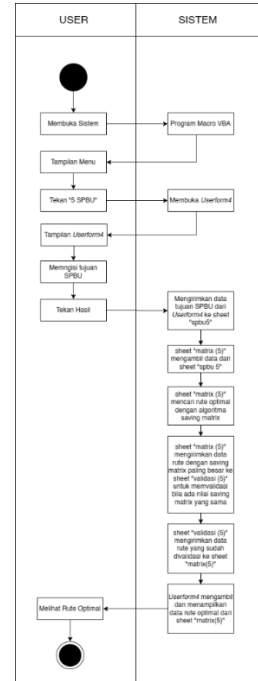 USER
SISTEM
Membuka Sistem
Program Macro VBA
Tampilan Menu
Tekan "5 SPBU"
Membuka Userform4
Tampilan Userform4
Memngisi tujuan
SPBU
Tekan Hasil
Mengirimkan data
tujuan SPBU dari
Userform4 ke sheet
"spbu5"
sheet "matrix (5)"
mengambil data dari
sheet "spbu 5"
sheet "matrix (5)"
mencari rute optimal
dengan algoritma
saving matrix
sheet "matrix (5)"
mengirimkan data
rute dengan saving
matrix paling besar ke
sheet "validasi (5)"
untuk memvalidasi
bila ada nilai saving
matrix yang sama
sheet "validasi (5)"
mengirimkan data
rute yang sudah
divalidasi ke sheet
"matrix(5)"
Userform4 mengambil
dan menampilkan
data rute optimal dari
sheet "matrix(5)"
Melihat Rute Optimal